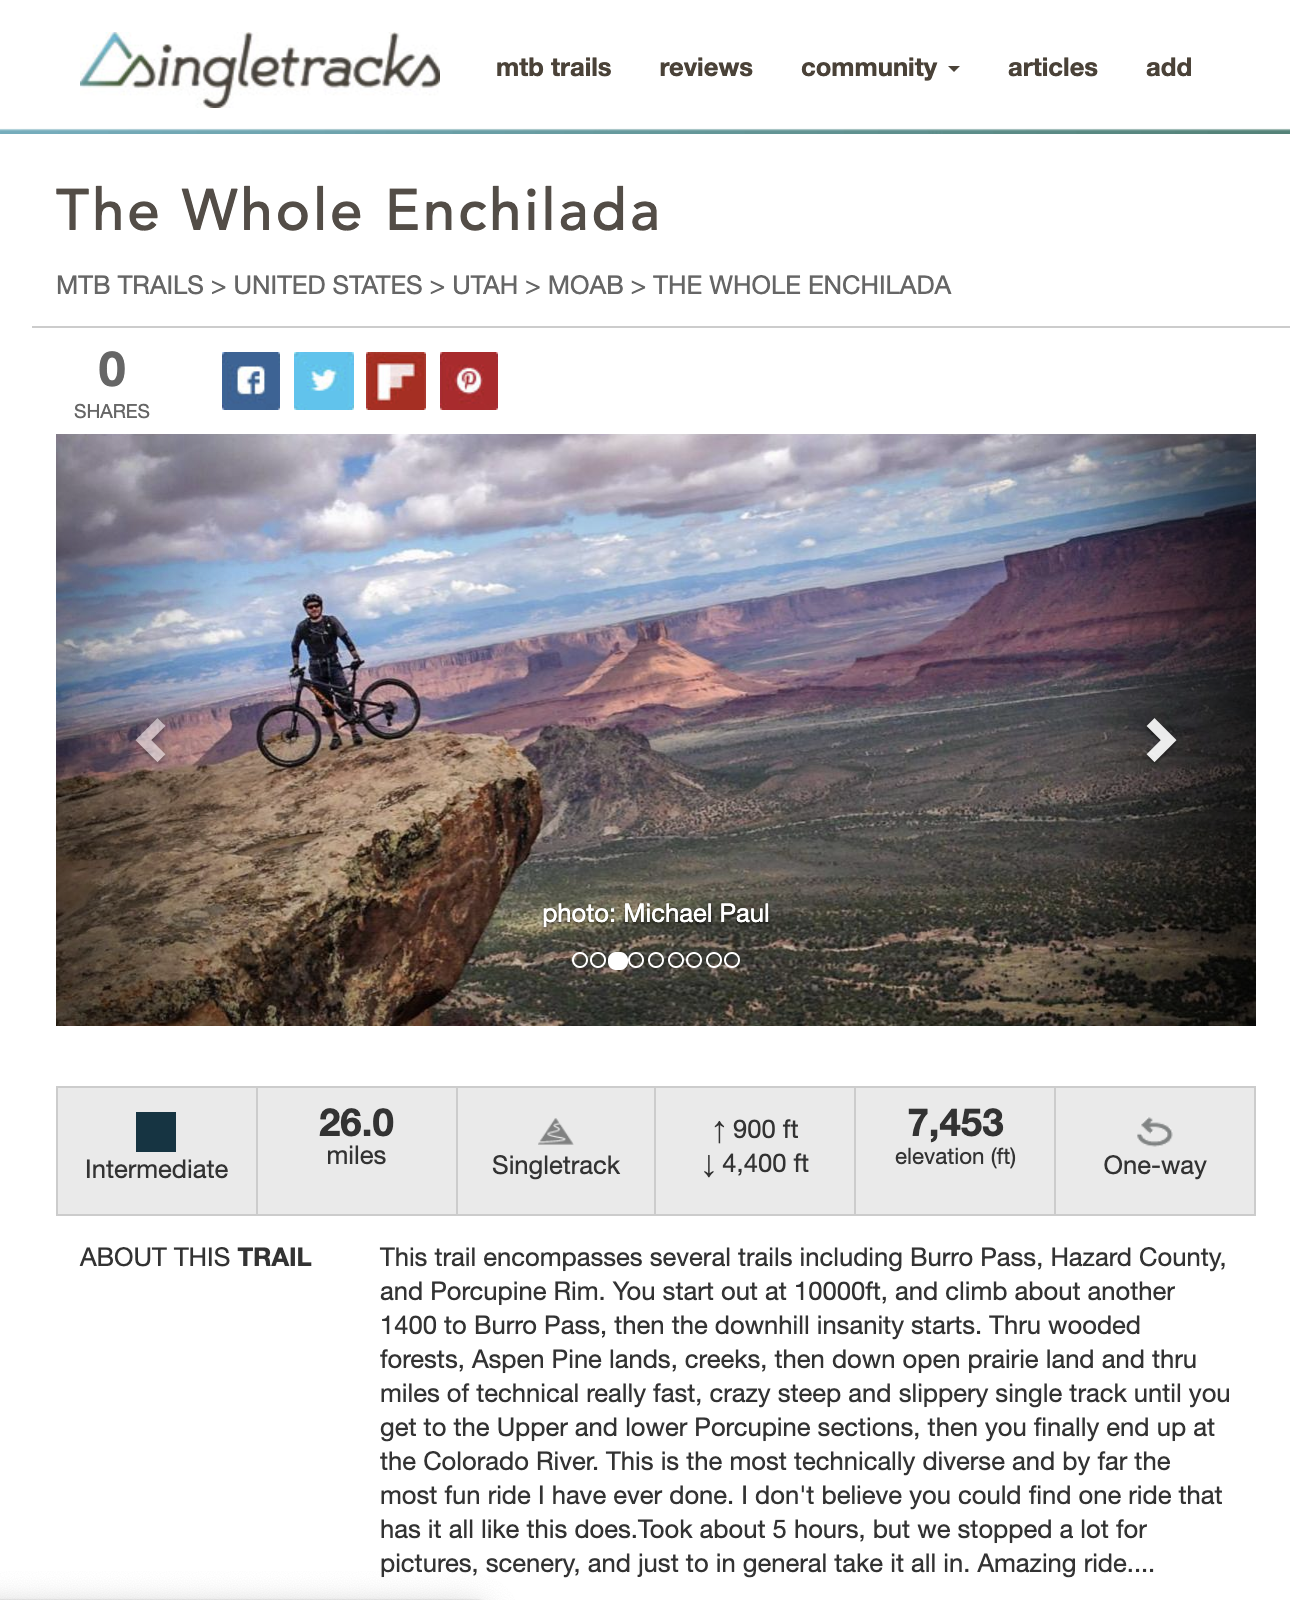 singletracks
mtb trails reviews community articles add
The Whole Enchilada
MTB TRAILS > UNITED STATES > UTAH > MOAB > THE WHOLE ENCHILADA
0
SHARES
photo: Michael Paul
Intermediate
26.0
miles
Singletrack
↑ 900 ft
↓ 4,400 ft
7,453
elevation (ft)
One-way
ABOUT THIS TRAIL
This trail encompasses several trails including Burro Pass, Hazard County,
and Porcupine Rim. You start out at 10000ft, and climb about another
1400 to Burro Pass, then the downhill insanity starts. Thru wooded
forests, Aspen Pine lands, creeks, then down open prairie land and thru
miles of technical really fast, crazy steep and slippery single track until you
get to the Upper and lower Porcupine sections, then you finally end up at
the Colorado River. This is the most technically diverse and by far the
most fun ride I have ever done. I don't believe you could find one ride that
has it all like this does.Took about 5 hours, but we stopped a lot for
pictures, scenery, and just to in general take it all in. Amazing ride....